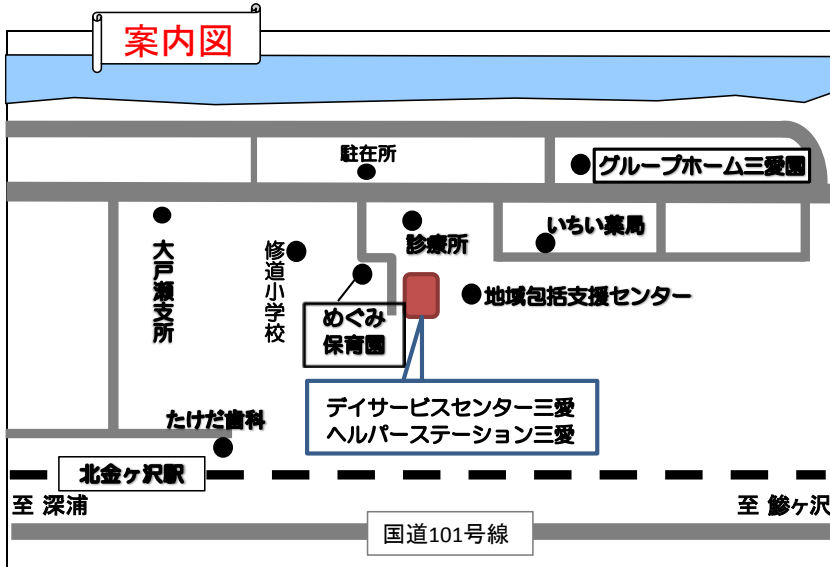 案内図
駐在所
グループホーム三愛園
大戸瀬支所
修道小学校
診療所
いちい薬局
めぐみ
保育園
地域包括支援センター
デイサービスセンター三愛
ヘルパーステーション三愛
たけだ歯科
北金ヶ沢駅
至 深浦
至 鰺ヶ沢
国道101号線